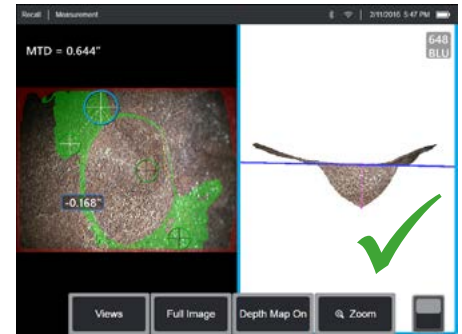 Recall | Measurement
2/11/2016 5:47 PM
MTD = 0.644"
648
BLU
-0.168"
Views
Full Image
Depth Map On
Zoom